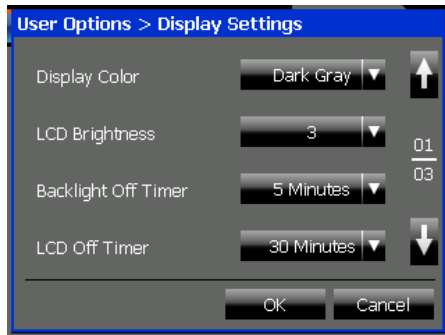 User Options > Display Settings
Display Color Dark Gray
LCD Brightness 3
01
03
Backlight Off Timer 5 Minutes
LCD Off Timer 30 Minutes
OK Cancel